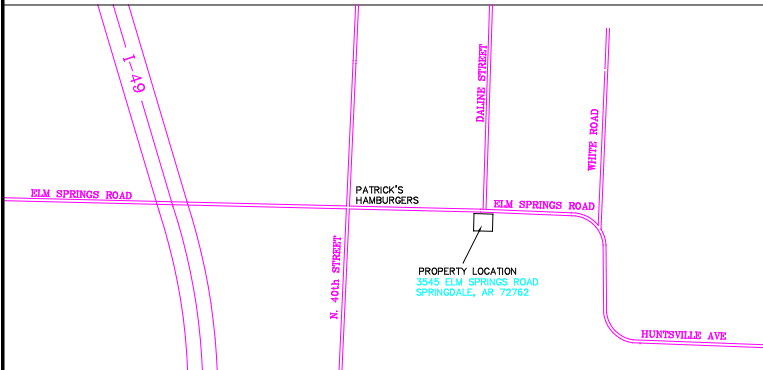 I-49
DALINE STREET
WHITE ROAD
ELM SPRINGS ROAD
PATRICK'S
HAMBURGERS
ELM SPRINGS ROAD
N. 40th STREET
PROPERTY LOCATION
3545 ELM SPRINGS ROAD
SPRINGDALE, AR 72762
HUNTSVILLE AVE